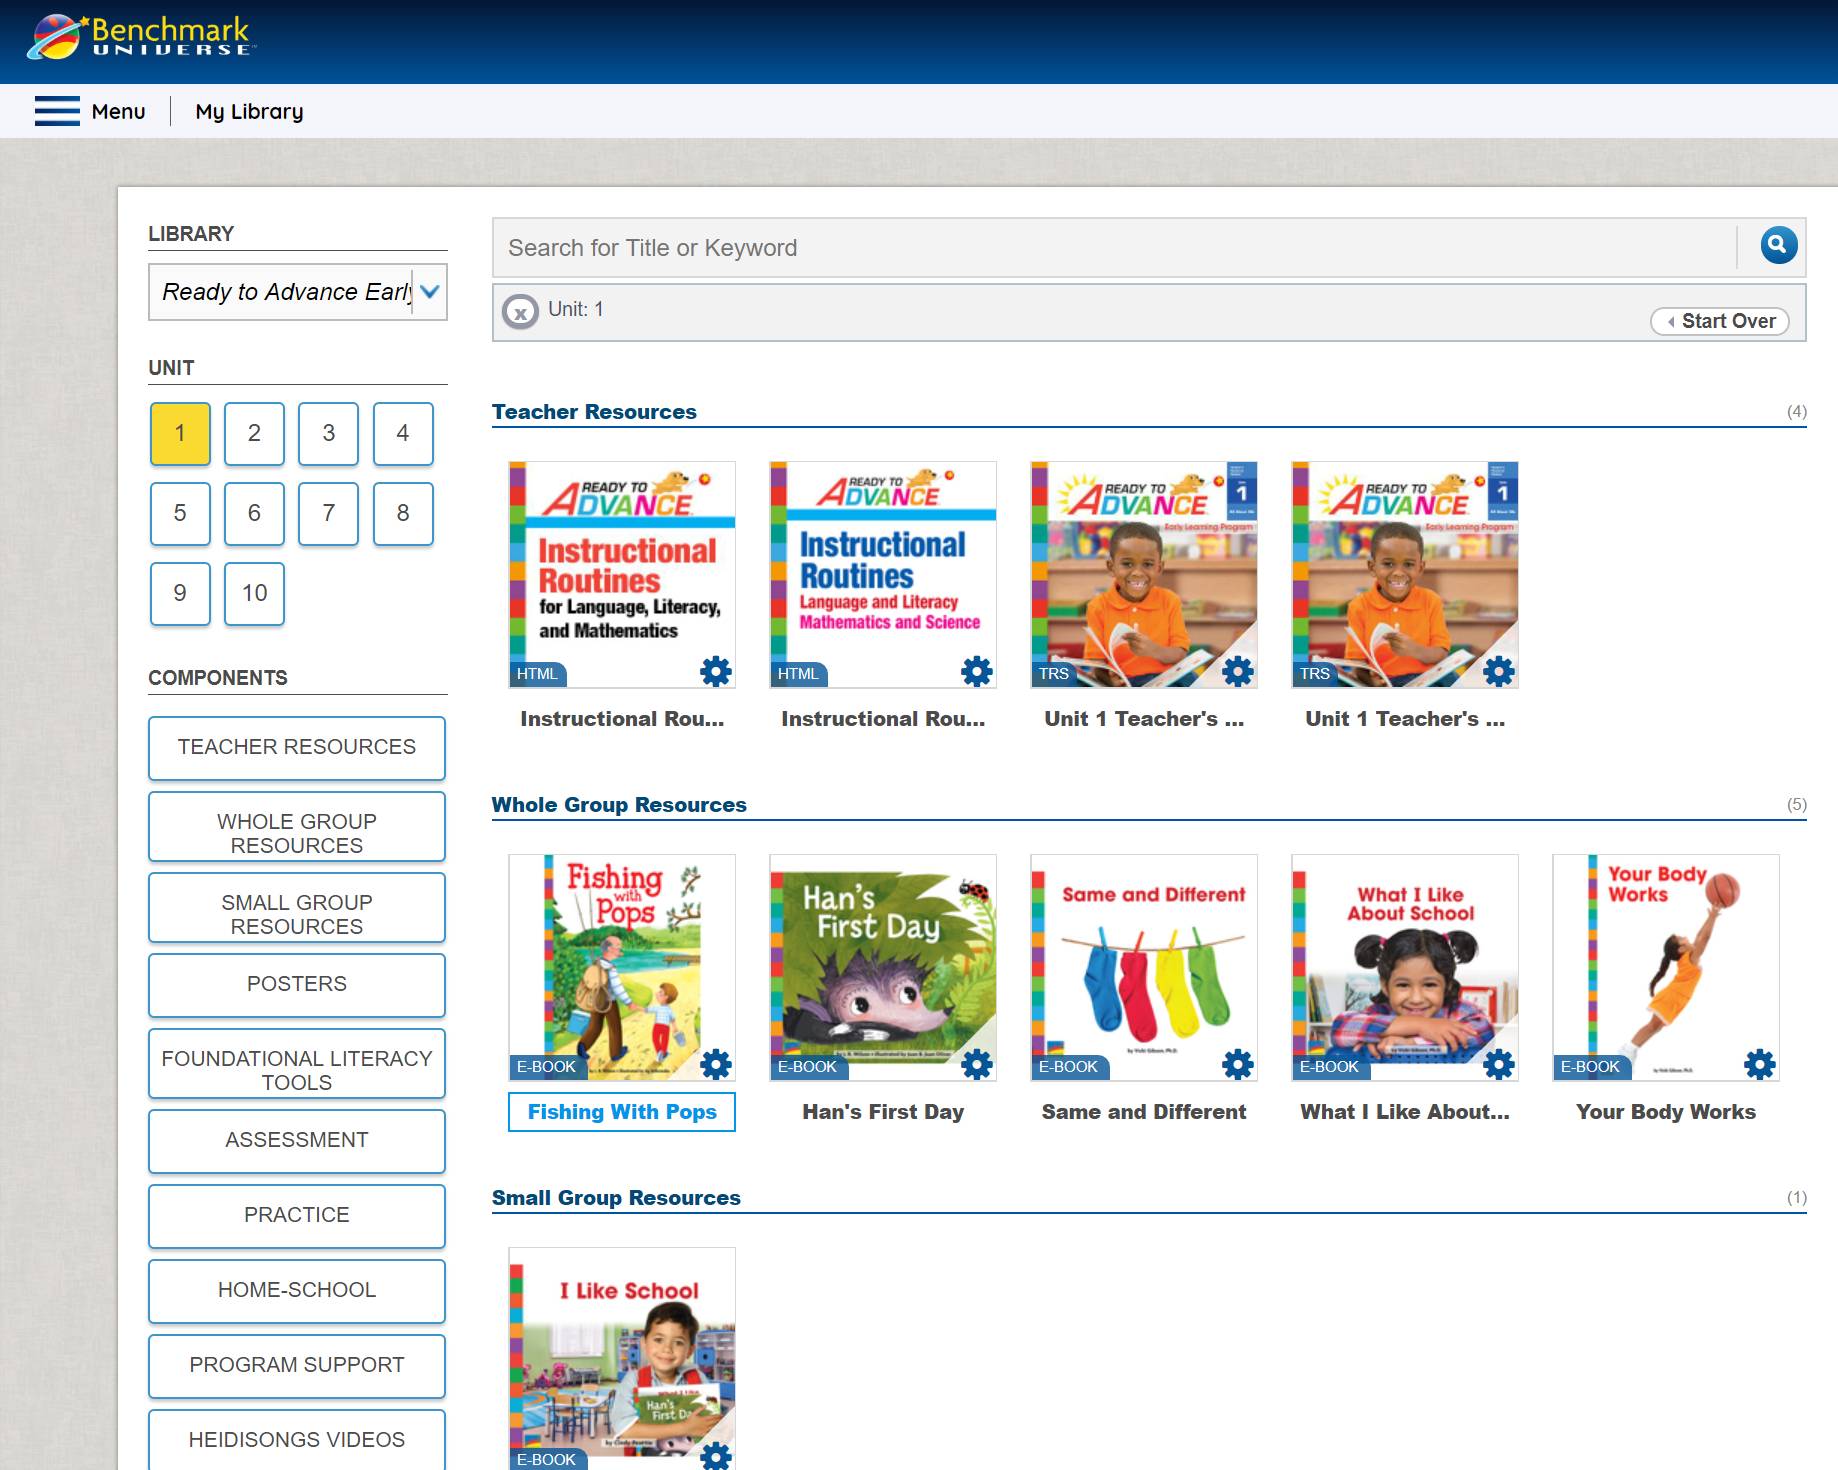 Benchmark
UNIVERSE
Menu
My Library
LIBRARY
Ready to Advance Early
UNIT
1
2
3
4
5
6
7
8
9
10
COMPONENTS
TEACHER RESOURCES
WHOLE GROUP
RESOURCES
SMALL GROUP
RESOURCES
POSTERS
FOUNDATIONAL LITERACY
TOOLS
ASSESSMENT
PRACTICE
HOME-SCHOOL
PROGRAM SUPPORT
HEIDISONGS VIDEOS
Search for Title or Keyword
x
Unit: 1
Start Over
Teacher Resources
(4)
READY TO
ADVANCE
Instructional
Routines
for Language, Literacy,
and Mathematics
HTML
Instructional Rou...
READY TO
ADVANCE
Instructional
Routines
Language and Literacy
Mathematics and Science
HTML
Instructional Rou...
READY TO
ADVANCE
1
Early Learning Program
TRS
Unit 1 Teacher's ...
READY TO
ADVANCE
1
Early Learning Program
TRS
Unit 1 Teacher's ...
Whole Group Resources
(5)
Fishing
with
Pops
E-BOOK
Fishing With Pops
Han's
First Day
E-BOOK
Han's First Day
Same and Different
by Vicki Gibson, Ph.D.
E-BOOK
Same and Different
What I Like
About School
E-BOOK
What I Like About...
Your Body
Works
E-BOOK
Your Body Works
Small Group Resources
(1)
I Like School
Han's
First Da
E-BOOK